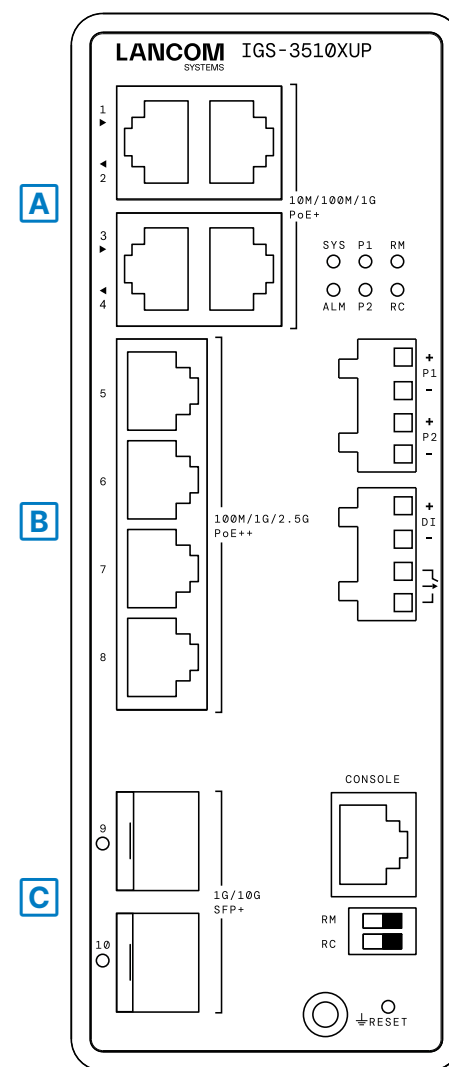 LANCOM
SYSTEMS
IGS-3510XUP
1
2
A
10M/100M/1G
PoE+
3
4
SYS P1 RM
ALM P2 RC
5
6
B
7
8
100M/1G/2.5G
PoE++
+
P1
-
+
P2
-
+
DI
-
CONSOLE
9
C
10
1G/10G
SFP+
RM
RC
RESET